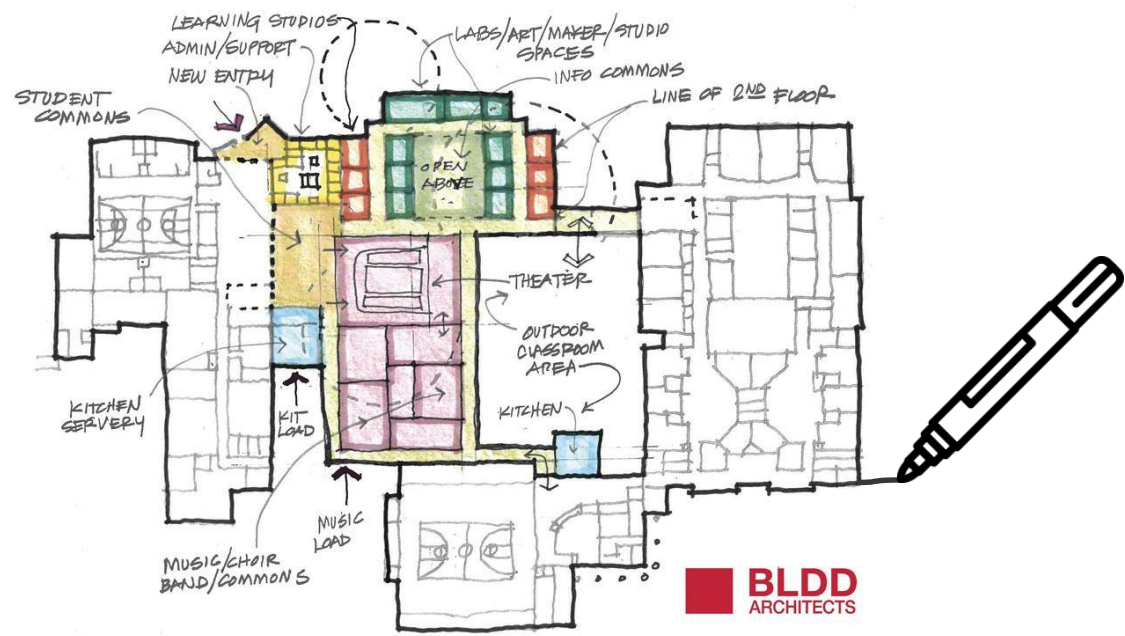 LEARNING STUDIOS
ADMIN/SUPPORT
NEW ENTRY
STUDENT
COMMONS
LABS/ART/MAKER/STUDIO
SPACES
INFO COMMONS
LINE OF 2ND FLOOR
OPEN
ABOVE
THEATER
OUTDOOR
CLASSROOM
AREA
KITCHEN
KITCHEN
SERVERY
KIT
LOAD
MUSIC
LOAD
MUSIC/CHOIR
BAND/COMMONS
BLDD
ARCHITECTS